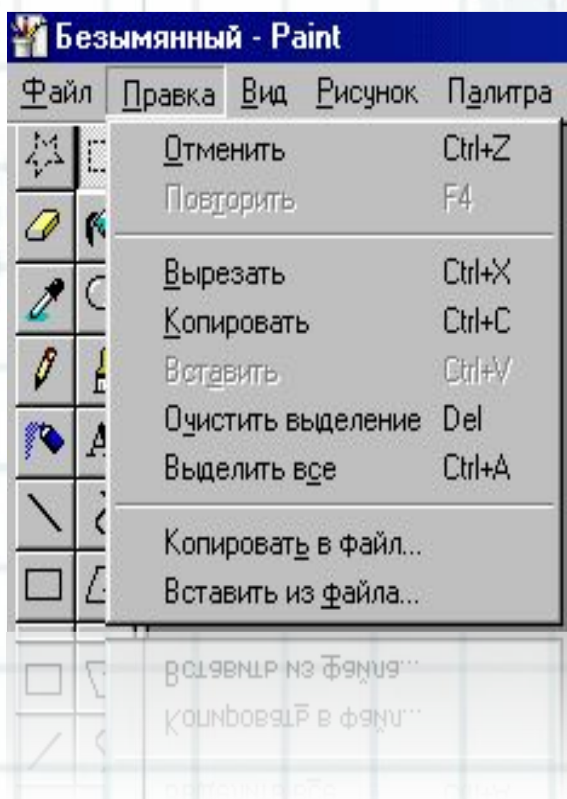 Безымянный - Paint
Файл Правка Вид Рисунок Палитра
Отменить Ctrl+Z
Повторить F4
Вырезать Ctrl+X
Копировать Ctrl+C
Вставить Ctrl+V
Очистить выделение Del
Выделить все Ctrl+A
Копировать в файл...
Вставить из файла...